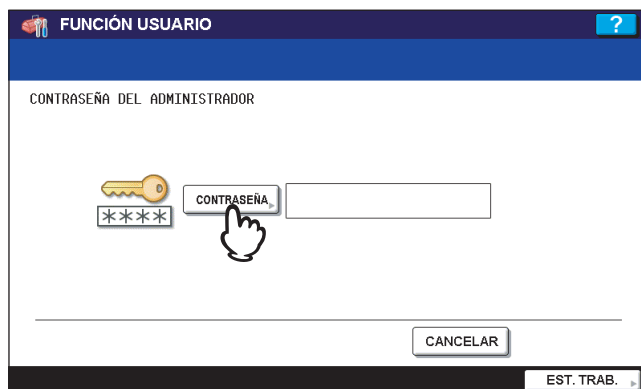 FUNCIÓN USUARIO
?
CONTRASEÑA DEL ADMINISTRADOR
CONTRASEÑA
****
CANCELAR
EST. TRAB.